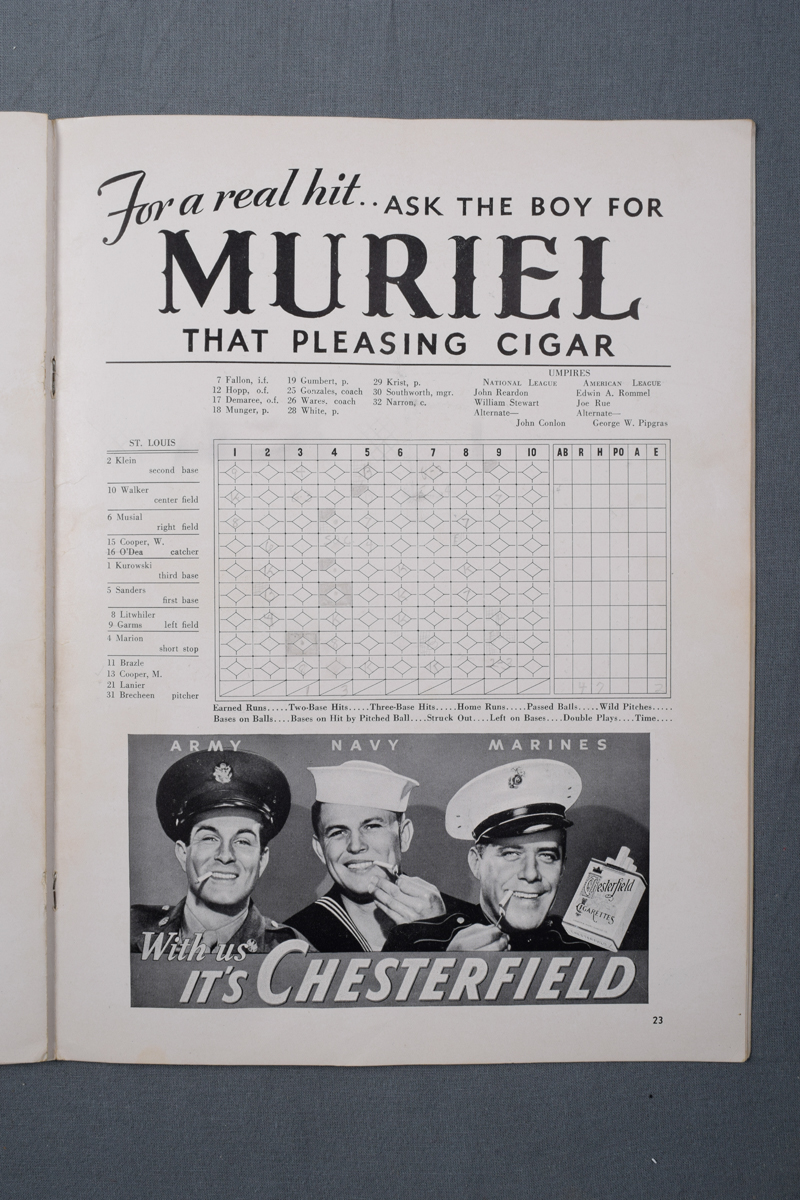 For a real hit.. ASK THE BOY FOR
MURIEL
THAT PLEASING CIGAR
7 Fallon, i.f.
12 Hopp, o.f.
17 Demaree, o.f.
18 Munger, p.
19 Gumbert, p.
25 Gonzales, coach
26 Wares, coach
28 White, p.
29 Krist, p.
30 Southworth, mgr.
32 Narron, c.
UMPIRES
NATIONAL LEAGUE
John Reardon
William Stewart
Alternate—
John Conlon
AMERICAN LEAGUE
Edwin A. Rommel
Joe Rue
Alternate—
George W. Pipgras
ST. LOUIS
1 2 3 4 5 6 7 8 9 10 AB R H PO A E
2 Klein
second base
10 Walker
center field
6 Musial
right field
15 Cooper, W.
16 O'Dea catcher
1 Kurowski
third base
5 Sanders
first base
8 Litwhiler
9 Garms left field
4 Marion
short stop
11 Brazle
13 Cooper, M.
21 Lanier
31 Brecheen pitcher
Earned Runs.....Two-Base Hits.....Three-Base Hits.....Home Runs.....Passed Balls.....Wild Pitches.....
Bases on Balls....Bases on Hit by Pitched Ball....Struck Out....Left on Bases....Double Plays....Time....
ARMY NAVY MARINES
Chesterfield
CIGARETTES
With us
IT'S CHESTERFIELD
23